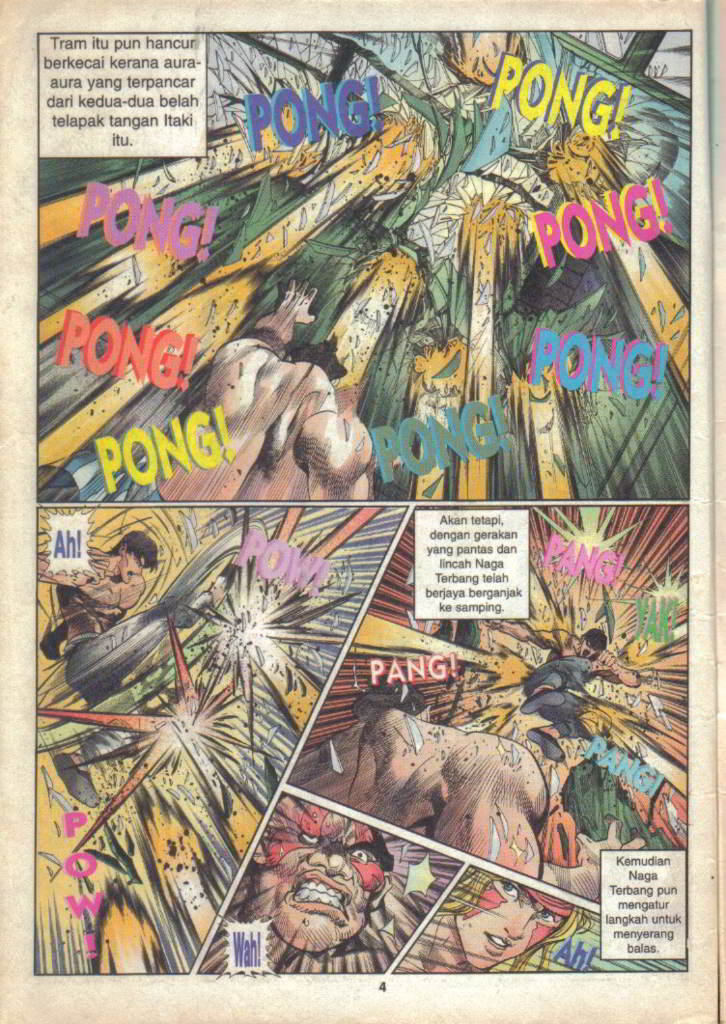 Tram itu pun hancur
berkecai kerana aura-
aura yang terpancar
dari kedua-dua belah
telapak tangan Itaki
itu.
PONG!
PONG!
PONG!
PONG!
PONG!
PONG!
PONG!
PONG!
Ah!
POW!
POW!
Akan tetapi,
dengan gerakan
yang pantas dan
lincah Naga
Terbang telah
berjaya berganjak
ke samping.
PANG!
YAK!
PANG!
PANG!
Wah!
Ah!
Kemudian
Naga
Terbang pun
mengatur
langkah untuk
menyerang
balas.
4